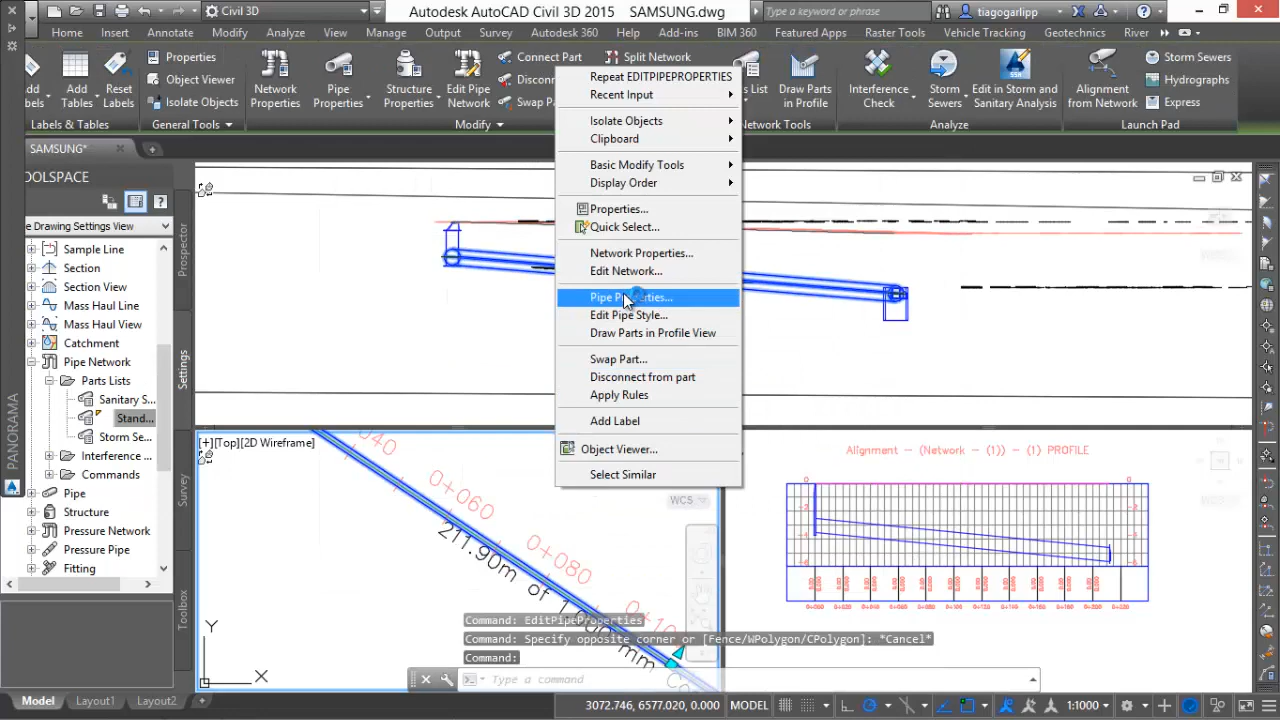 Civil 3D
Autodesk AutoCAD Civil 3D 2015 SAMSUNG.dwg
Type a keyword or phrase
tiagogarlipp
Home Insert Annotate Modify Analyze View Manage Output Survey Autodesk 360 Help Add-ins BIM 360 Featured Apps Raster Tools Vehicle Tracking Geotechnics River
Add Tables
Reset Labels
Labels & Tables
Properties
Object Viewer
Isolate Objects
General Tools
Network Properties
Pipe Properties
Structure Properties
Edit Pipe Network
Connect Part
Split Network
Modify
Draw Parts in Profile
Interference Check
Storm Sewers
Edit in Storm and Sanitary Analysis
Analyze
Alignment from Network
Storm Sewers
Hydrographs
Express
Launch Pad
SAMSUNG*
TOOLSPACE
e Drawing Settings View
Sample Line
Section
Section View
Mass Haul Line
Mass Haul View
Catchment
Pipe Network
Parts Lists
Sanitary S...
Stand...
Storm Se...
Interference ...
Commands
Pipe
Structure
Pressure Network
Pressure Pipe
Fitting
Prospector
Settings
Survey
Toolbox
PANORAMA
Repeat EDITPIPEPROPERTIES
Recent Input
Isolate Objects
Clipboard
Basic Modify Tools
Display Order
Properties...
Quick Select...
Network Properties...
Edit Network...
Pipe Properties...
Edit Pipe Style...
Draw Parts in Profile View
Swap Part...
Disconnect from part
Apply Rules
Add Label
Object Viewer...
Select Similar
[+][Top][2D Wireframe]
WCS
0+060
0+080
211.90m of
mm
Alignment – (Network – (1)) – (1) PROFILE
Y
X
Command: EditPipeProperties
Command: Specify opposite corner or [Fence/WPolygon/CPolygon]: *Cancel*
Command:
Type a command
Model Layout1 Layout2
3072.746, 6577.020, 0.000 MODEL
1:1000